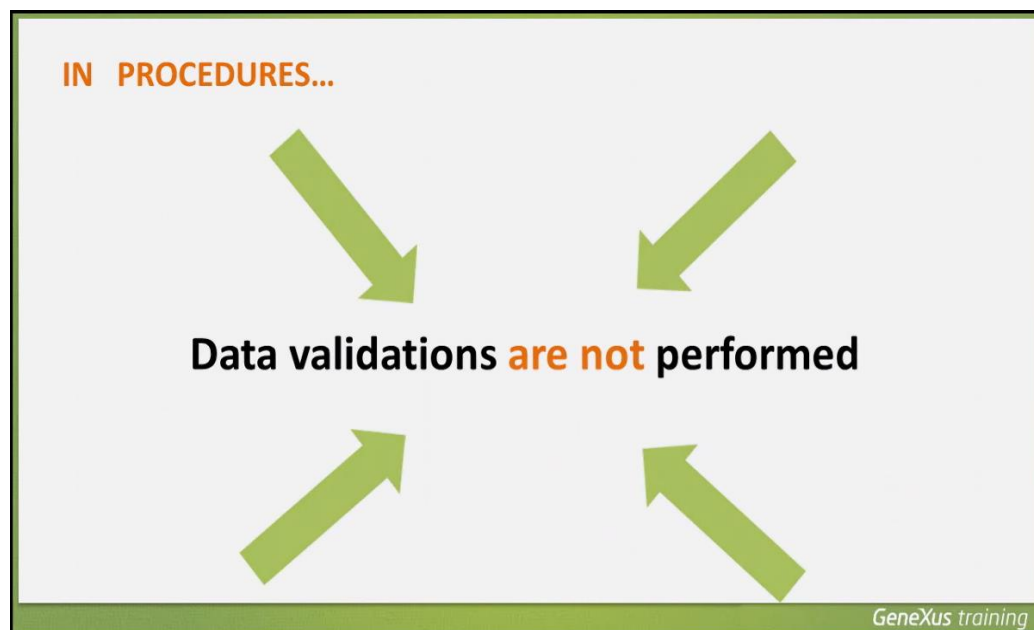 IN PROCEDURES...
Data validations are not performed
GeneXus training